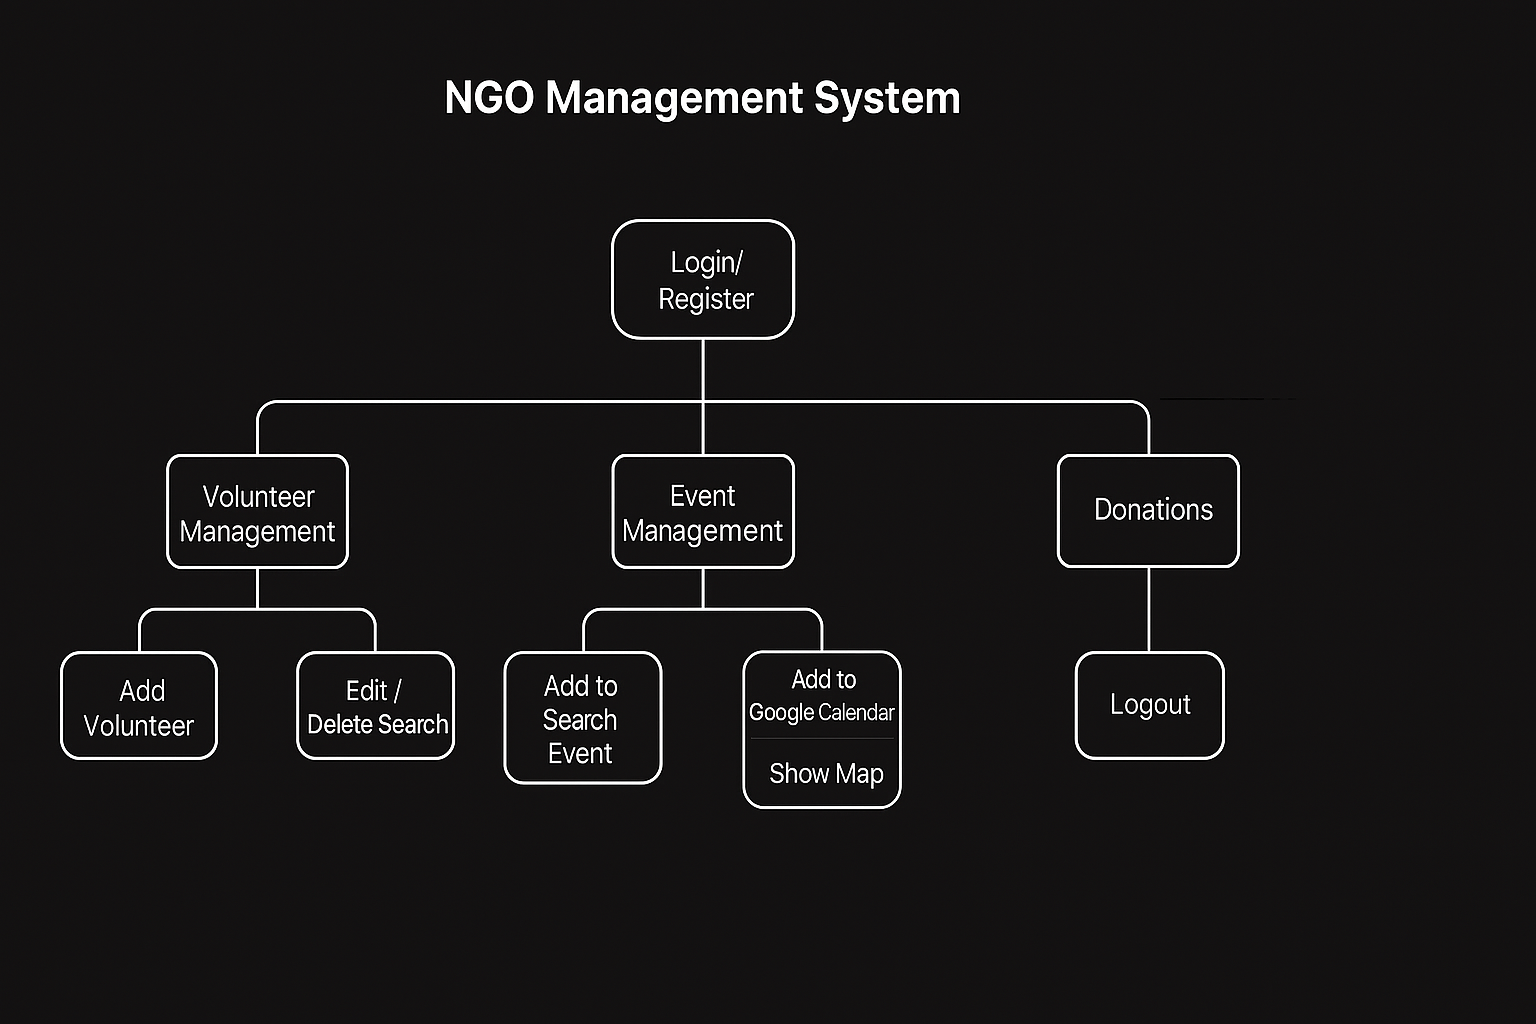 NGO Management System
Login/
Register
Volunteer
Management
Event
Management
Donations
Add
Volunteer
Edit /
Delete Search
Add to
Search
Event
Add to
Google Calendar
Show Map
Logout